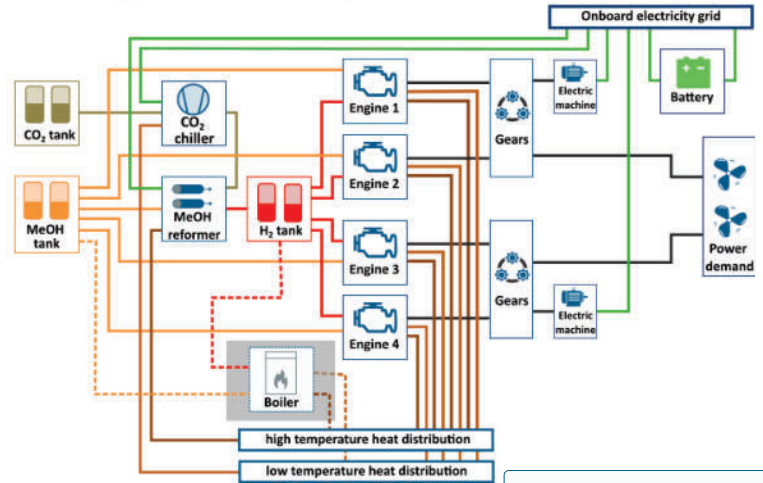 Onboard electricity grid
CO₂ tank
CO₂
chiller
Engine 1
Gears
Electric
machine
Battery
MeOH
tank
MeOH
reformer
H₂ tank
Engine 2
Engine 3
Gears
Power
demand
Engine 4
Electric
machine
Boiler
high temperature heat distribution
low temperature heat distribution